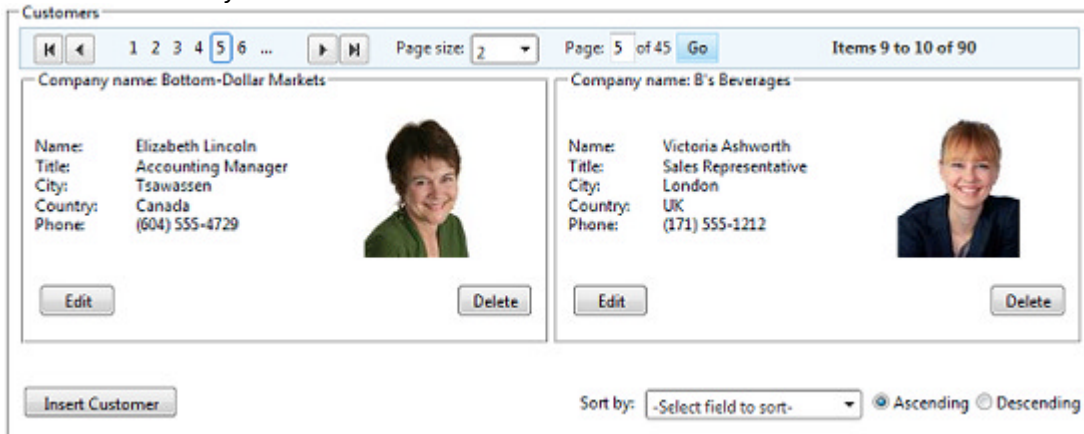 Customers
1 2 3 4 5 6 ... Page size: 2 Page: 5 of 45 Go Items 9 to 10 of 90
Company name: Bottom-Dollar Markets
Name: Elizabeth Lincoln
Title: Accounting Manager
City: Tsawassen
Country: Canada
Phone: (604) 555-4729
Edit Delete
Company name: B's Beverages
Name: Victoria Ashworth
Title: Sales Representative
City: London
Country: UK
Phone: (171) 555-1212
Edit Delete
Insert Customer Sort by: -Select field to sort- Ascending Descending